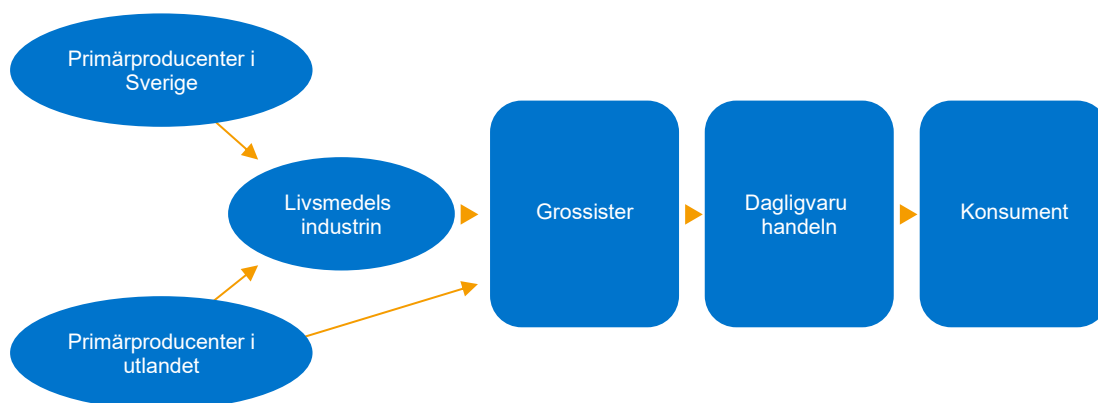 Primärproducenter i
Sverige
Livsmedels
industrin
Primärproducenter i
utlandet
Grossister
Dagligvaru
handeln
Konsument